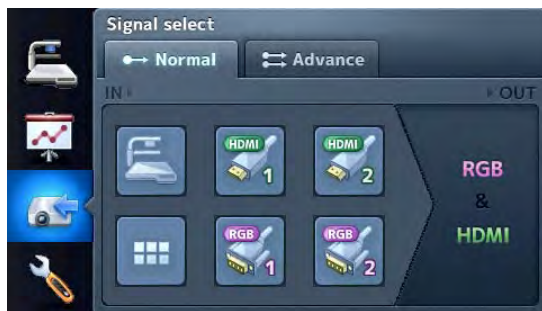 Signal select
Normal
Advance
IN
OUT
HDMI 1
HDMI 2
RGB
&
HDMI
RGB 1
RGB 2